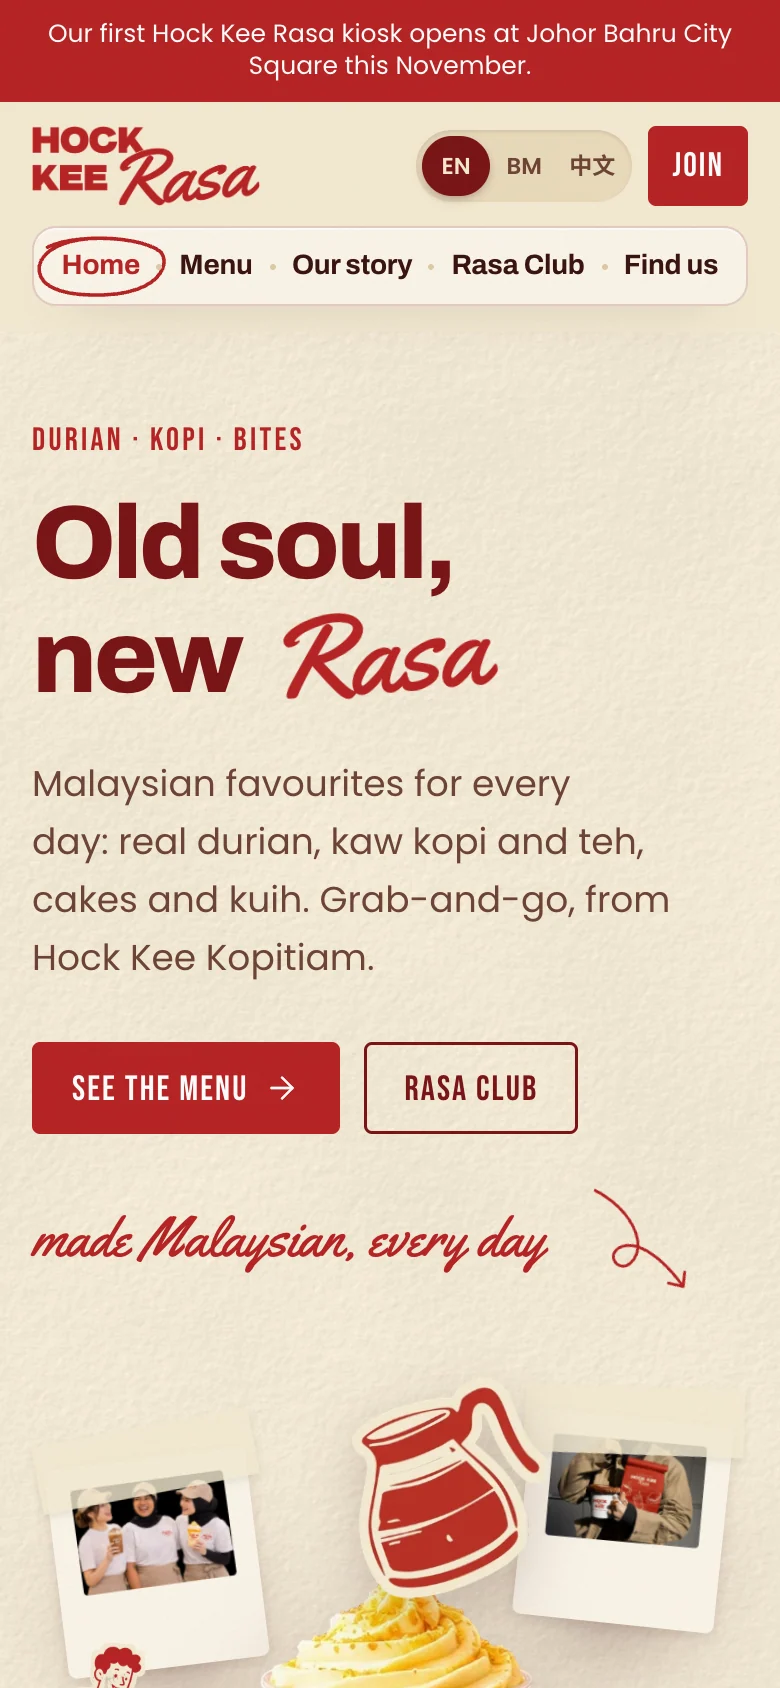 Our first Hock Kee Rasa kiosk opens at Johor Bahru City
Square this November.
HOCK
KEE Rasa
EN BM 中文
JOIN
Home • Menu • Our story • Rasa Club • Find us
DURIAN · KOPI · BITES
Old soul,
new Rasa
Malaysian favourites for every
day: real durian, kaw kopi and teh,
cakes and kuih. Grab-and-go, from
Hock Kee Kopitiam.
SEE THE MENU →
RASA CLUB
made Malaysian, every day